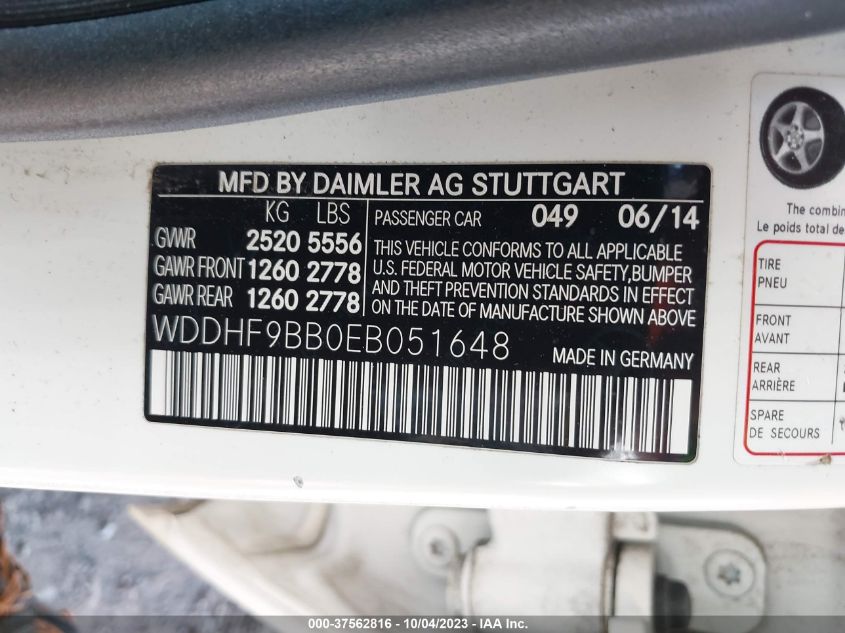 MFD BY DAIMLER AG STUTTGART
KG LBS
GVWR 2520 5556
GAWR FRONT 1260 2778
GAWR REAR 1260 2778
PASSENGER CAR 049 06/14
THIS VEHICLE CONFORMS TO ALL APPLICABLE
U.S. FEDERAL MOTOR VEHICLE SAFETY, BUMPER
AND THEFT PREVENTION STANDARDS IN EFFECT
ON THE DATE OF MANUFACTURE SHOWN ABOVE
WDDHF9BB0EB051648
MADE IN GERMANY
The combin
Le poids total de
TIRE
PNEU
FRONT
AVANT
REAR
ARRIÈRE
SPARE
DE SECOURS
000-37562816 - 10/04/2023 - IAA Inc.